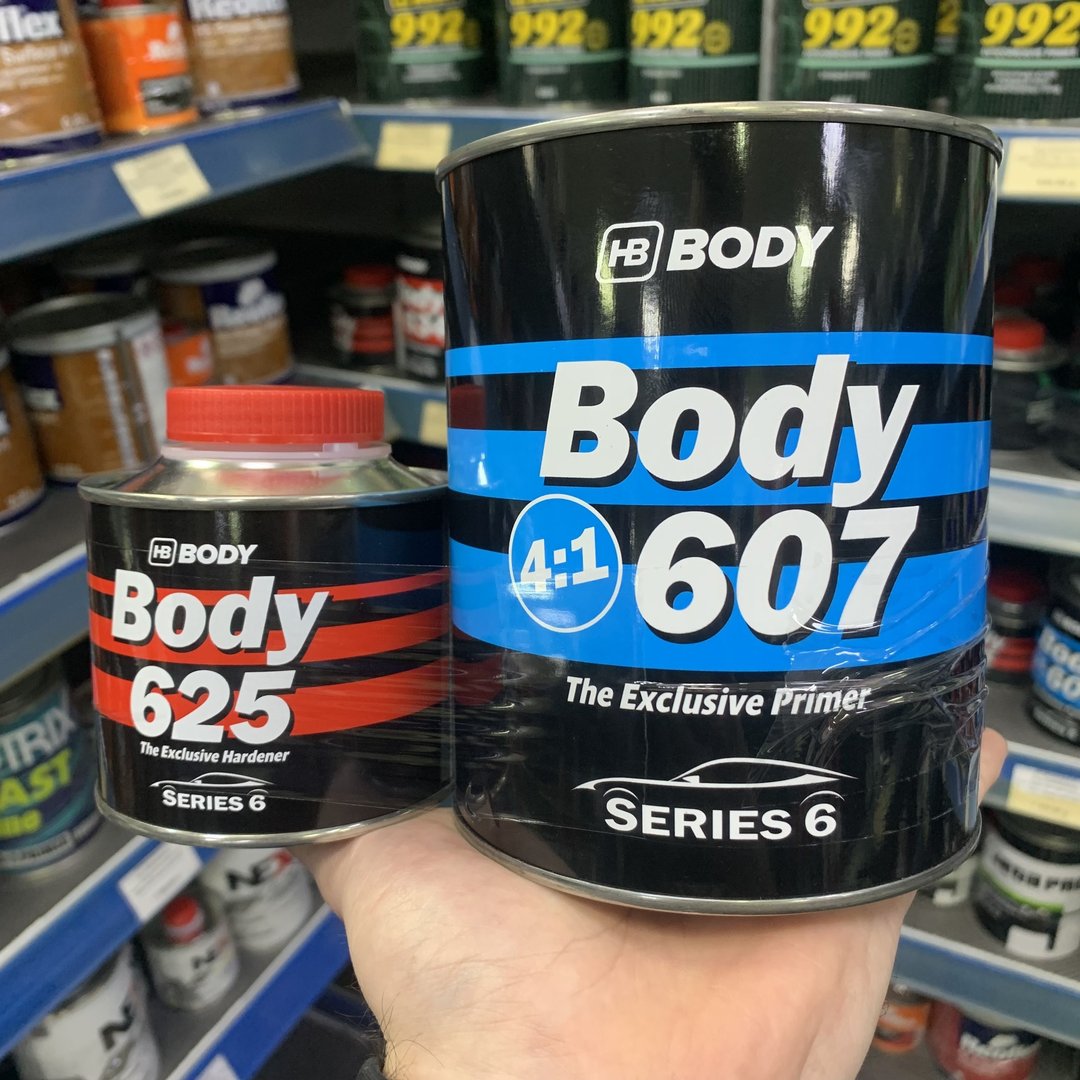 992
992
992
992
992
HB BODY
Body
4:1 607
The Exclusive Primer
SERIES 6
HB BODY
Body
625
The Exclusive Hardener
SERIES 6
Body